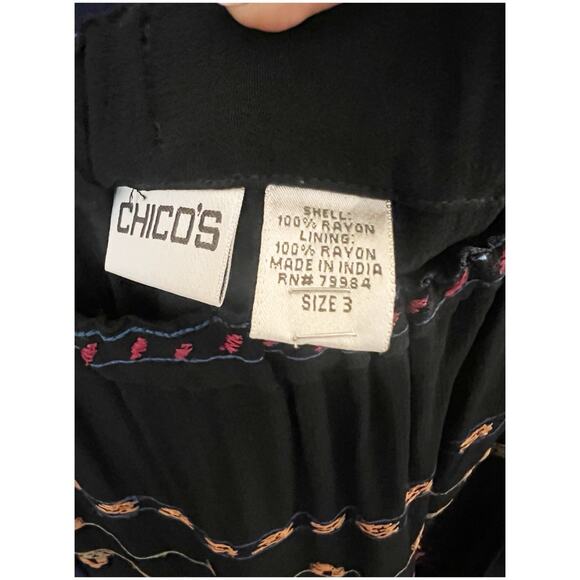 CHICO'S
SHELL:
100% RAYON
LINING:
100% RAYON
MADE IN INDIA
RN# 79984
SIZE 3